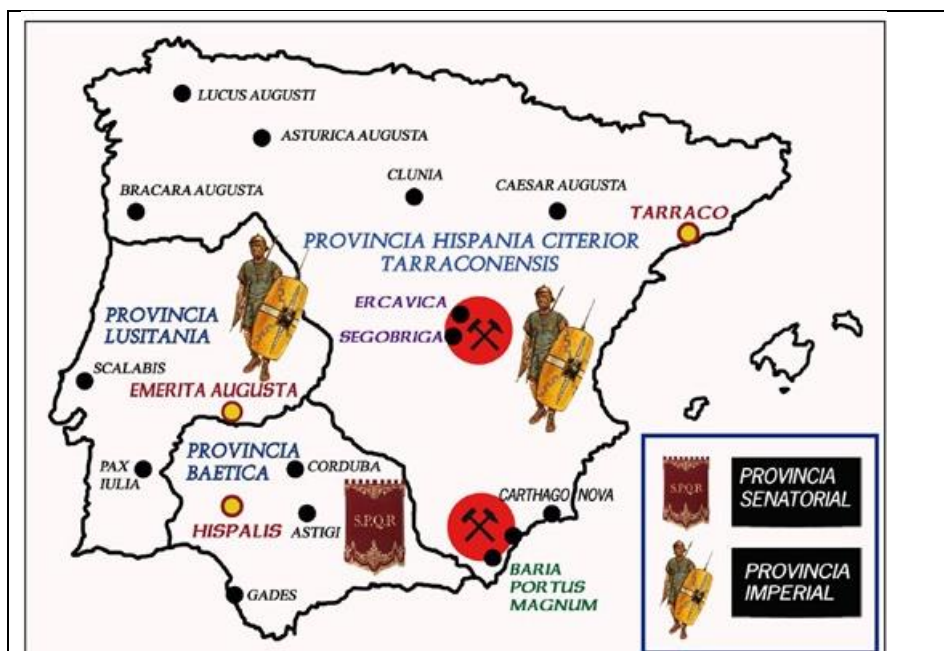 LUCUS AUGUSTI
ASTURICA AUGUSTA
CLUNIA
CAESAR AUGUSTA
BRACARA AUGUSTA
TARRACO
PROVINCIA HISPANIA CITERIOR
TARRACONENSIS
ERCAVICA
SEGOBRIGA
PROVINCIA
LUSITANIA
SCALABIS
EMERITA AUGUSTA
PROVINCIA
BAETICA
PAX
IULIA
CORDUBA
HISPALIS
ASTIGI
S.P.Q.R
CARTHAGO NOVA
BARIA
PORTUS
MAGNUM
GADES
S.P.Q.R
PROVINCIA
SENATORIAL
PROVINCIA
IMPERIAL